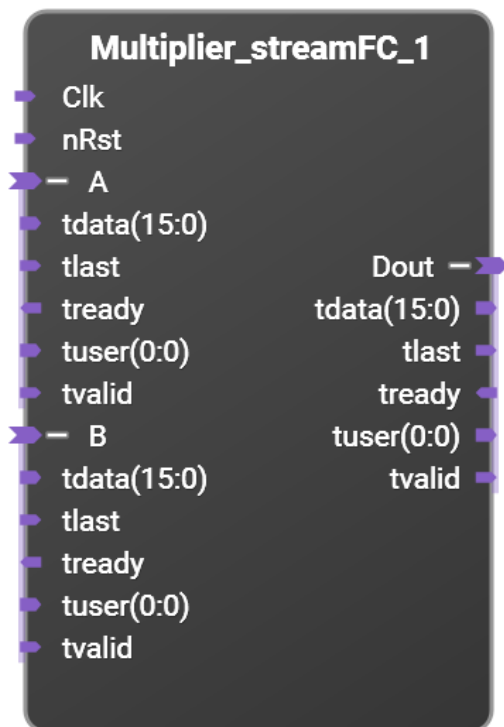 Multiplier_streamFC_1
Clk
nRst
A
tdata(15:0)
tlast
tready
tuser(0:0)
tvalid
B
tdata(15:0)
tlast
tready
tuser(0:0)
tvalid
Dout
tdata(15:0)
tlast
tready
tuser(0:0)
tvalid